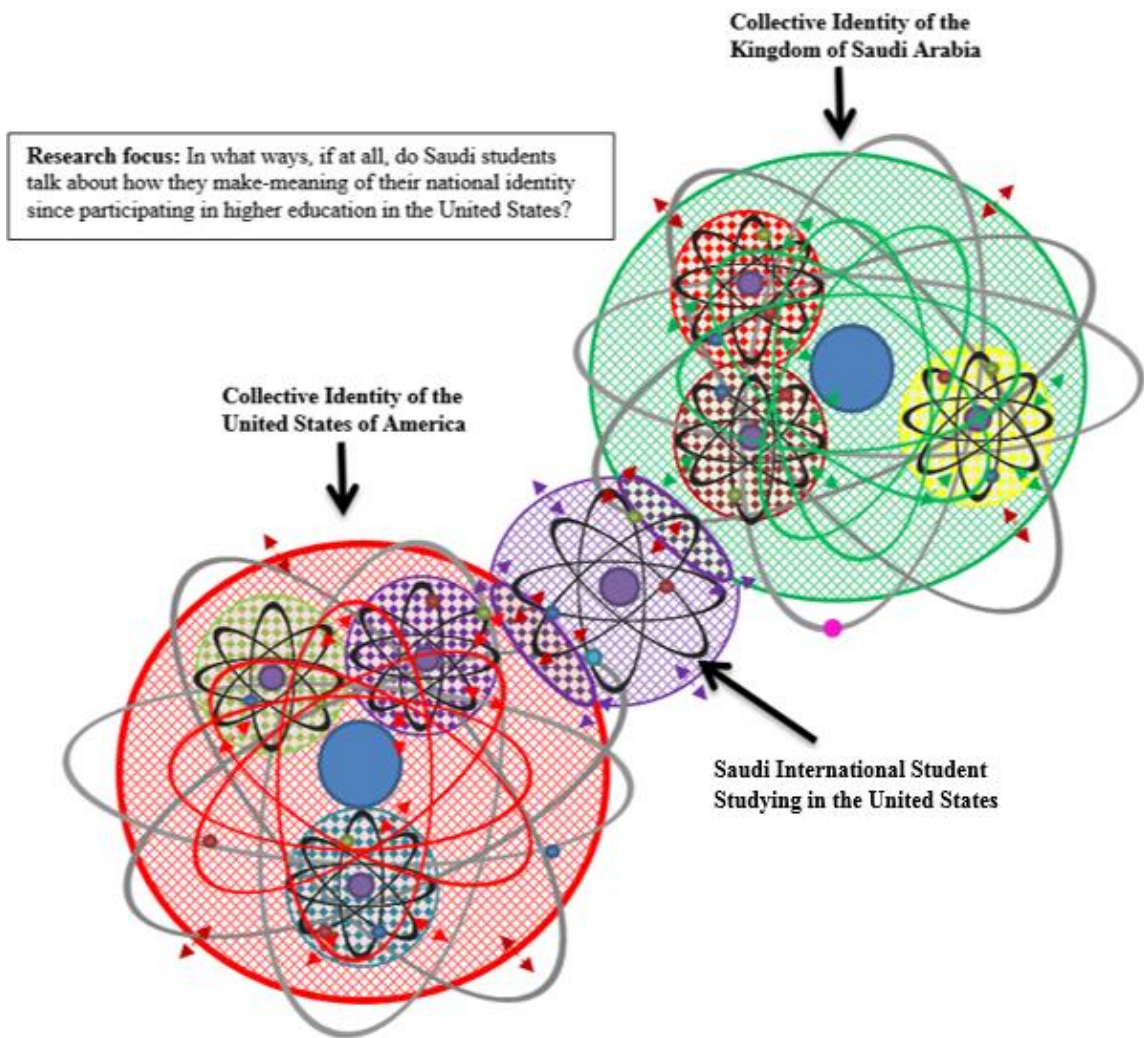 Collective Identity of the
Kingdom of Saudi Arabia
Research focus: In what ways, if at all, do Saudi students
talk about how they make-meaning of their national identity
since participating in higher education in the United States?
Collective Identity of the
United States of America
Saudi International Student
Studying in the United States